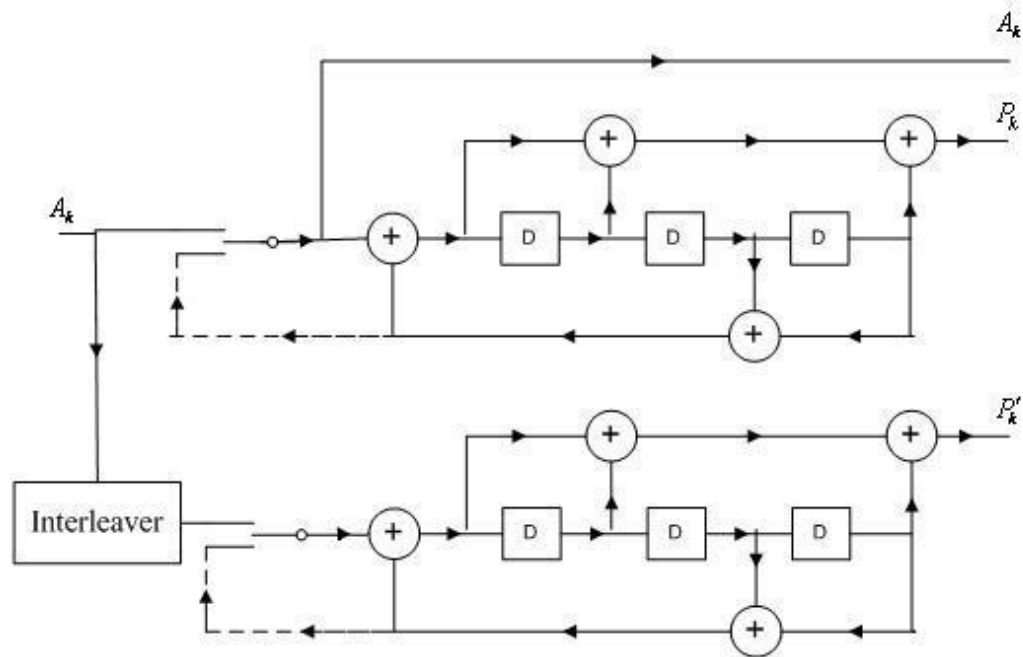 A_k
P_k
+ +
A_k
+ D D D
+
P'_k
+ +
Interleaver
+ D D D
+